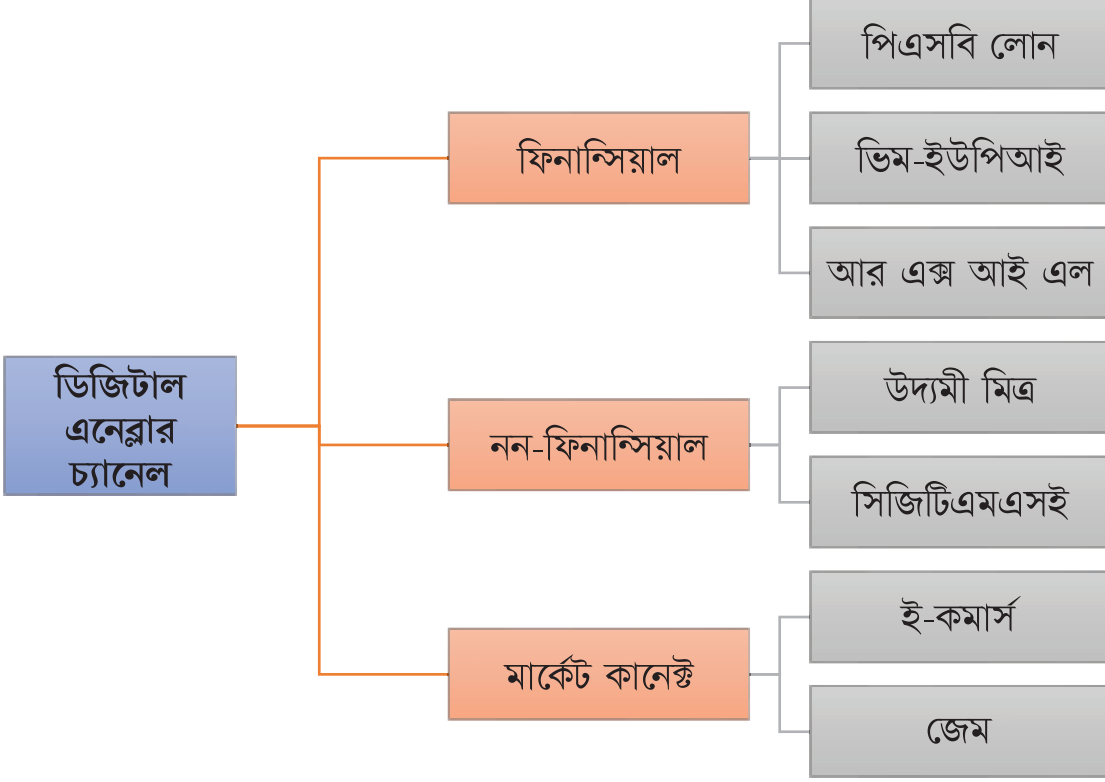 ডিজিটাল
এনেব্লার
চ্যানেল
ফিনান্সিয়াল
পিএসবি লোন
ভিম-ইউপিআই
আর এক্স আই এল
নন-ফিনান্সিয়াল
উদ্যমী মিত্র
সিজিটিএমএসই
মার্কেট কানেক্ট
ই-কমার্স
জেম